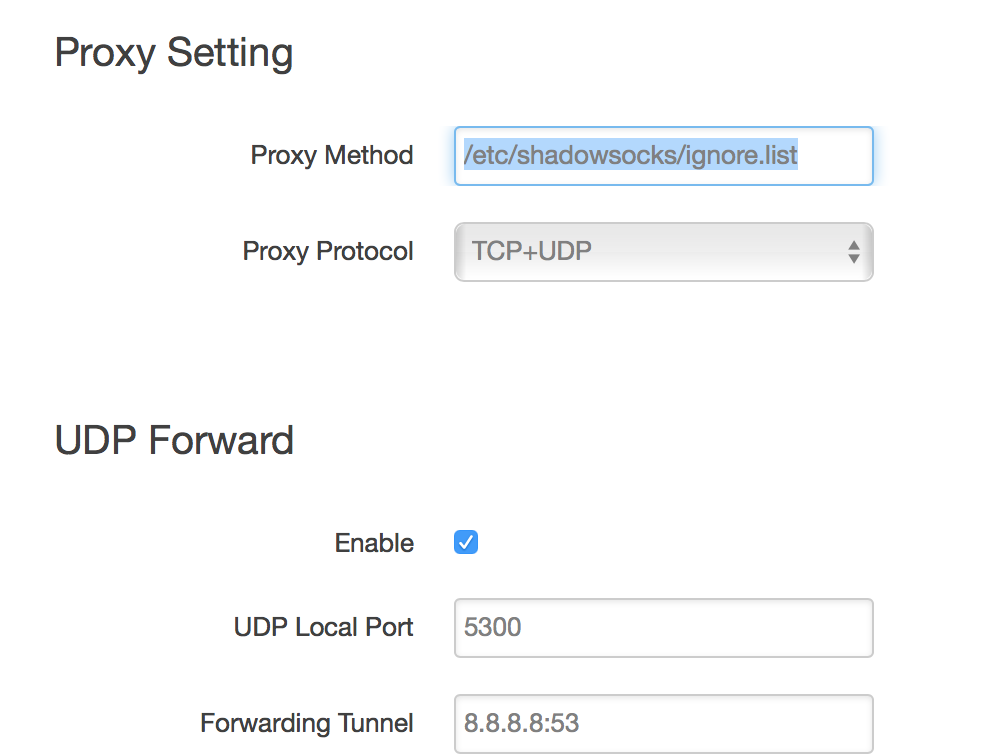 Proxy Setting
Proxy Method /etc/shadowsocks/ignore.list
Proxy Protocol TCP+UDP
UDP Forward
Enable
UDP Local Port 5300
Forwarding Tunnel 8.8.8.8:53